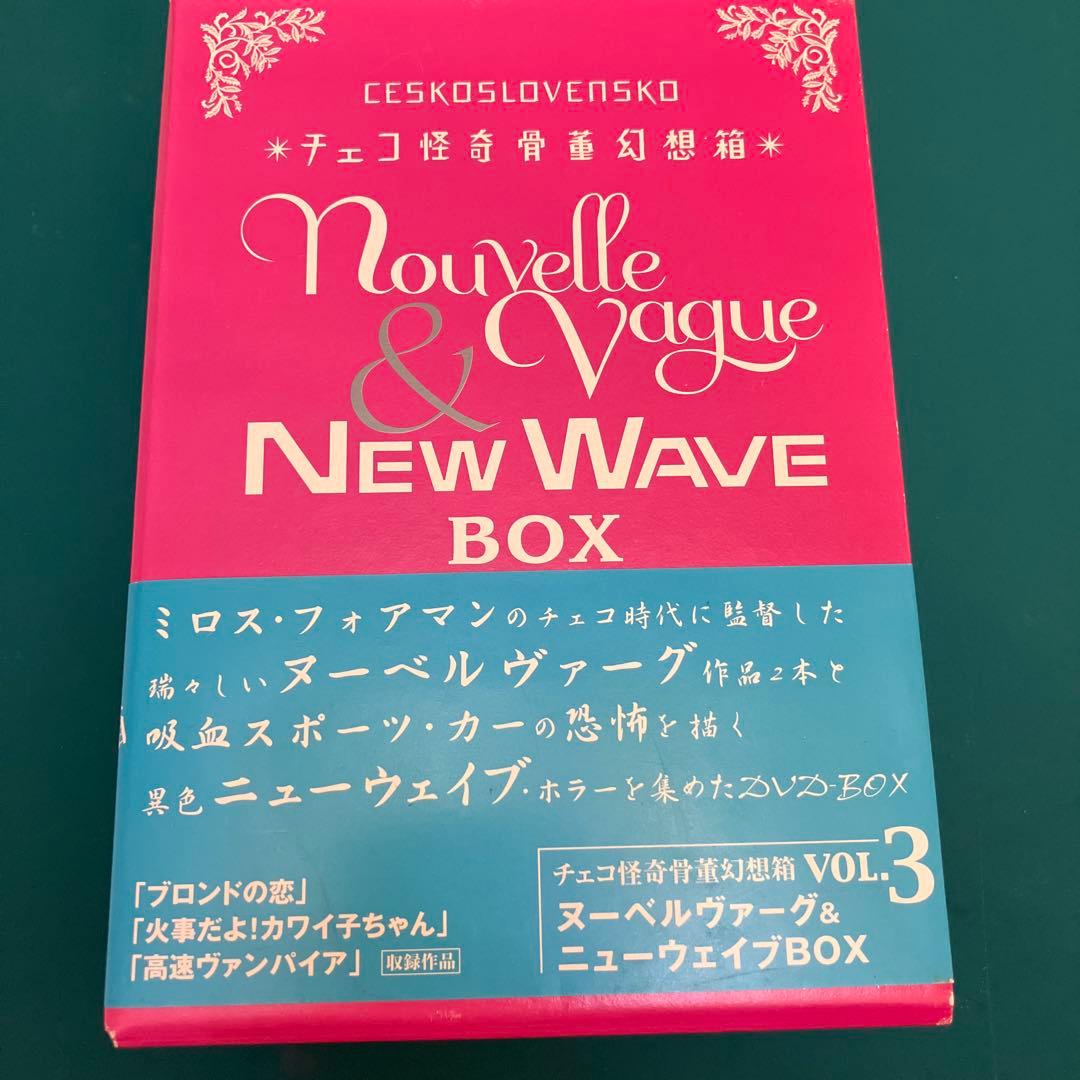 CESKOSLOVENSKO
*チェコ怪奇骨董幻想箱*
Nouvelle
& Vague
NEW WAVE
BOX
ミロス・フォアマンのチェコ時代に監督した
瑞々しいヌーベルヴァーグ作品2本と
吸血スポーツ・カーの恐怖を描く
異色ニューウェイブ・ホラーを集めたDVD-BOX
「ブロンドの恋」
「火事だよ!カワイ子ちゃん」
「高速ヴァンパイア」 収録作品
チェコ怪奇骨董幻想箱 VOL.3
ヌーベルヴァーグ&
ニューウェイブBOX